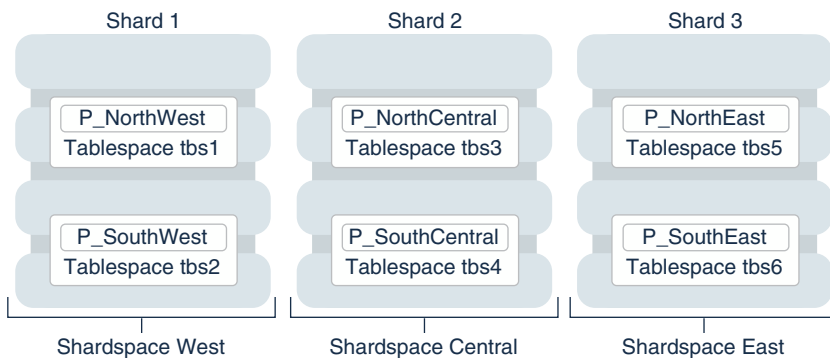 Shard 1
Shard 2
Shard 3
P_NorthWest
P_NorthCentral
P_NorthEast
Tablespace tbs1
Tablespace tbs3
Tablespace tbs5
P_SouthWest
P_SouthCentral
P_SouthEast
Tablespace tbs2
Tablespace tbs4
Tablespace tbs6
Shardspace West
Shardspace Central
Shardspace East